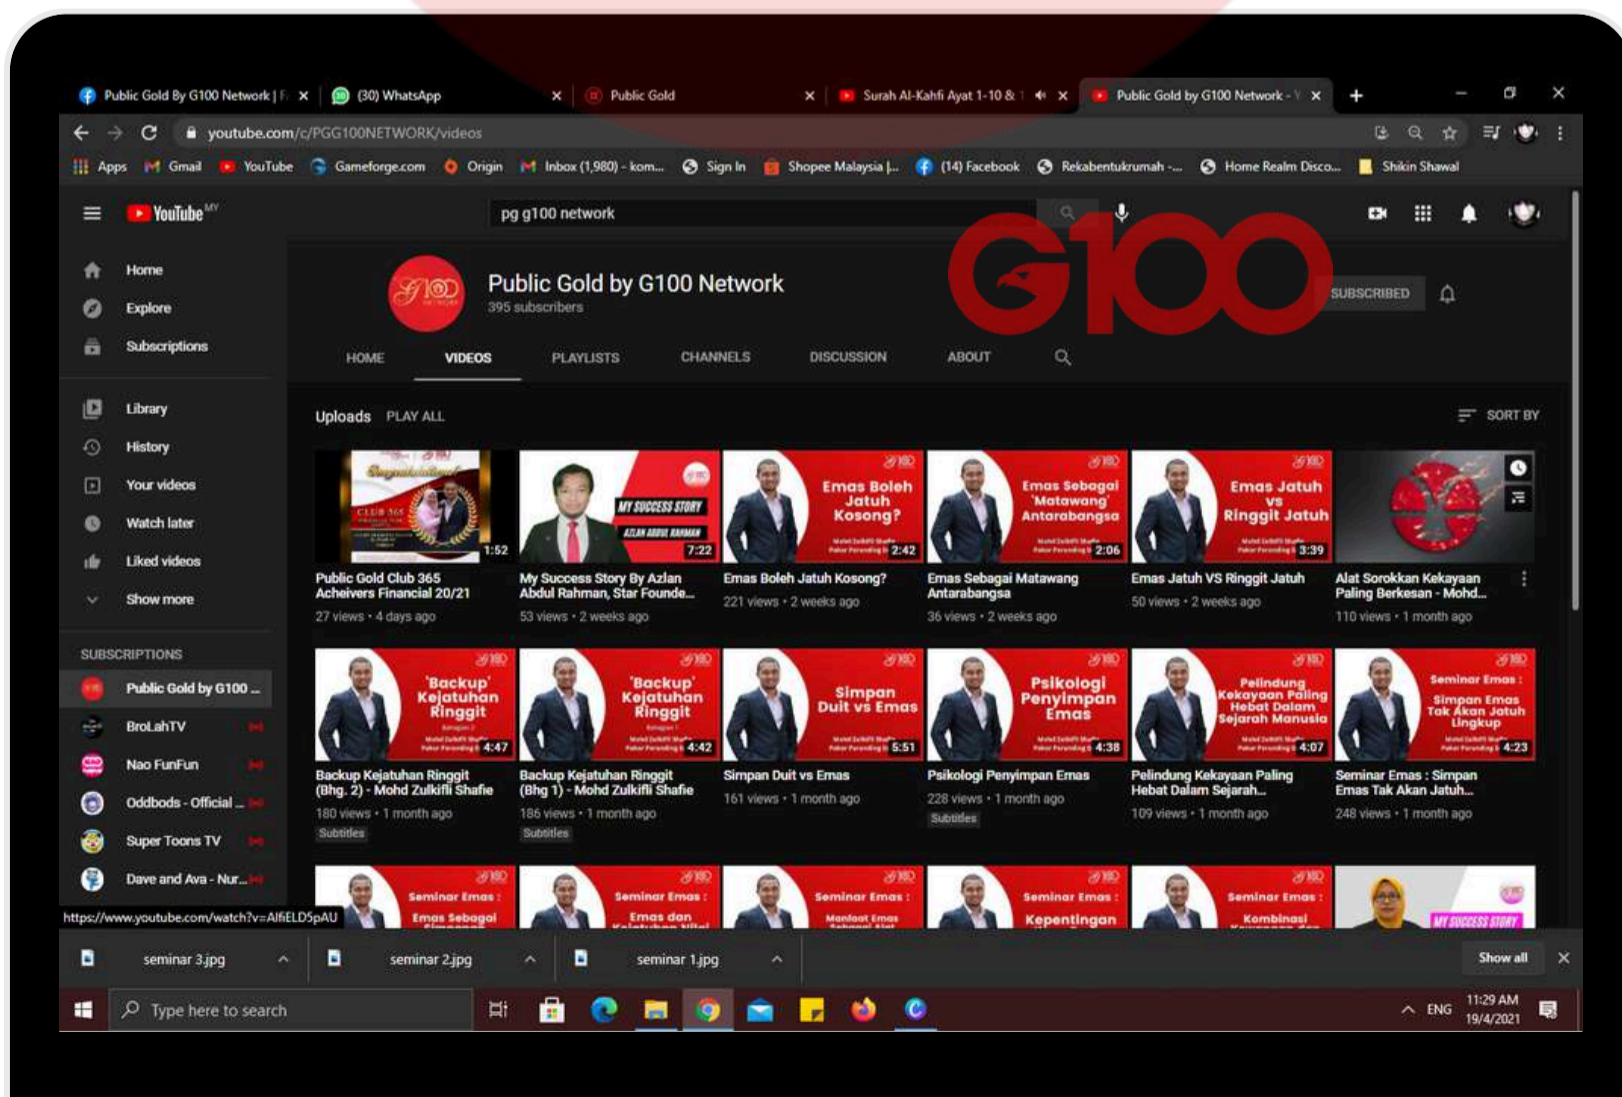 Public Gold By G100 Network | F
(30) WhatsApp
Public Gold
Surah Al-Kahfi Ayat 1-10 & 1
Public Gold by G100 Network - Y
youtube.com/c/PGG100NETWORK/videos
Apps
Gmail
YouTube
Gameforge.com
Origin
Inbox (1,980) - kom...
Sign In
Shopee Malaysia |...
(14) Facebook
Rekabentukrumah -...
Home Realm Disco...
Shikin Shawal
YouTube MY
pg g100 network
G100
Home
Explore
Subscriptions
Library
History
Your videos
Watch later
Liked videos
Show more
SUBSCRIPTIONS
Public Gold by G100 ...
BroLahTV
Nao FunFun
Oddbods - Official ...
Super Toons TV
Dave and Ava - Nur...
G100
NETWORK
Public Gold by G100 Network
395 subscribers
SUBSCRIBED
HOME
VIDEOS
PLAYLISTS
CHANNELS
DISCUSSION
ABOUT
Uploads PLAY ALL
SORT BY
Congratulations!
CLUB 365
1:52
MY SUCCESS STORY
AZLAN ABDUL RAHMAN
7:22
Emas Boleh
Jatuh
Kosong?
2:42
Emas Sebagai
'Matawang'
Antarabangsa
2:06
Emas Jatuh
vs
Ringgit Jatuh
3:39
Public Gold Club 365
Acheivers Financial 20/21
27 views • 4 days ago
My Success Story By Azlan
Abdul Rahman, Star Founde...
53 views • 2 weeks ago
Emas Boleh Jatuh Kosong?
221 views • 2 weeks ago
Emas Sebagai Matawang
Antarabangsa
36 views • 2 weeks ago
Emas Jatuh VS Ringgit Jatuh
50 views • 2 weeks ago
Alat Sorokkan Kekayaan
Paling Berkesan - Mohd...
110 views • 1 month ago
'Backup'
Kejatuhan
Ringgit
4:47
'Backup'
Kejatuhan
Ringgit
4:42
Simpan
Duit vs Emas
5:51
Psikologi
Penyimpan
Emas
4:38
Pelindung
Kekayaan Paling
Hebat Dalam
Sejarah Manusia
4:07
Seminar Emas :
Simpan Emas
Tak Akan Jatuh
Lingkup
4:23
Backup Kejatuhan Ringgit
(Bhg. 2) - Mohd Zulkifli Shafie
180 views • 1 month ago
Subtitles
Backup Kejatuhan Ringgit
(Bhg 1) - Mohd Zulkifli Shafie
186 views • 1 month ago
Subtitles
Simpan Duit vs Emas
161 views • 1 month ago
Psikologi Penyimpan Emas
228 views • 1 month ago
Subtitles
Pelindung Kekayaan Paling
Hebat Dalam Sejarah...
109 views • 1 month ago
Seminar Emas : Simpan
Emas Tak Akan Jatuh...
248 views • 1 month ago
Seminar Emas :
Emas Sebagai
Simpanan
Seminar Emas :
Emas dan
Kejatuhan Nilai
Seminar Emas :
Manfaat Emas
Sebagai Alat
Seminar Emas :
Kepentingan
Seminar Emas :
Kombinasi
MY SUCCESS STORY
https://www.youtube.com/watch?v=AlfiELD5pAU
seminar 3.jpg
seminar 2.jpg
seminar 1.jpg
Show all
Type here to search
ENG
11:29 AM
19/4/2021